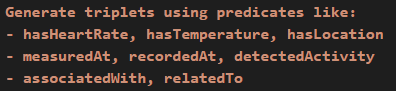 Generate triplets using predicates like:
- hasHeartRate, hasTemperature, hasLocation
- measuredAt, recordedAt, detectedActivity
- associatedWith, relatedTo